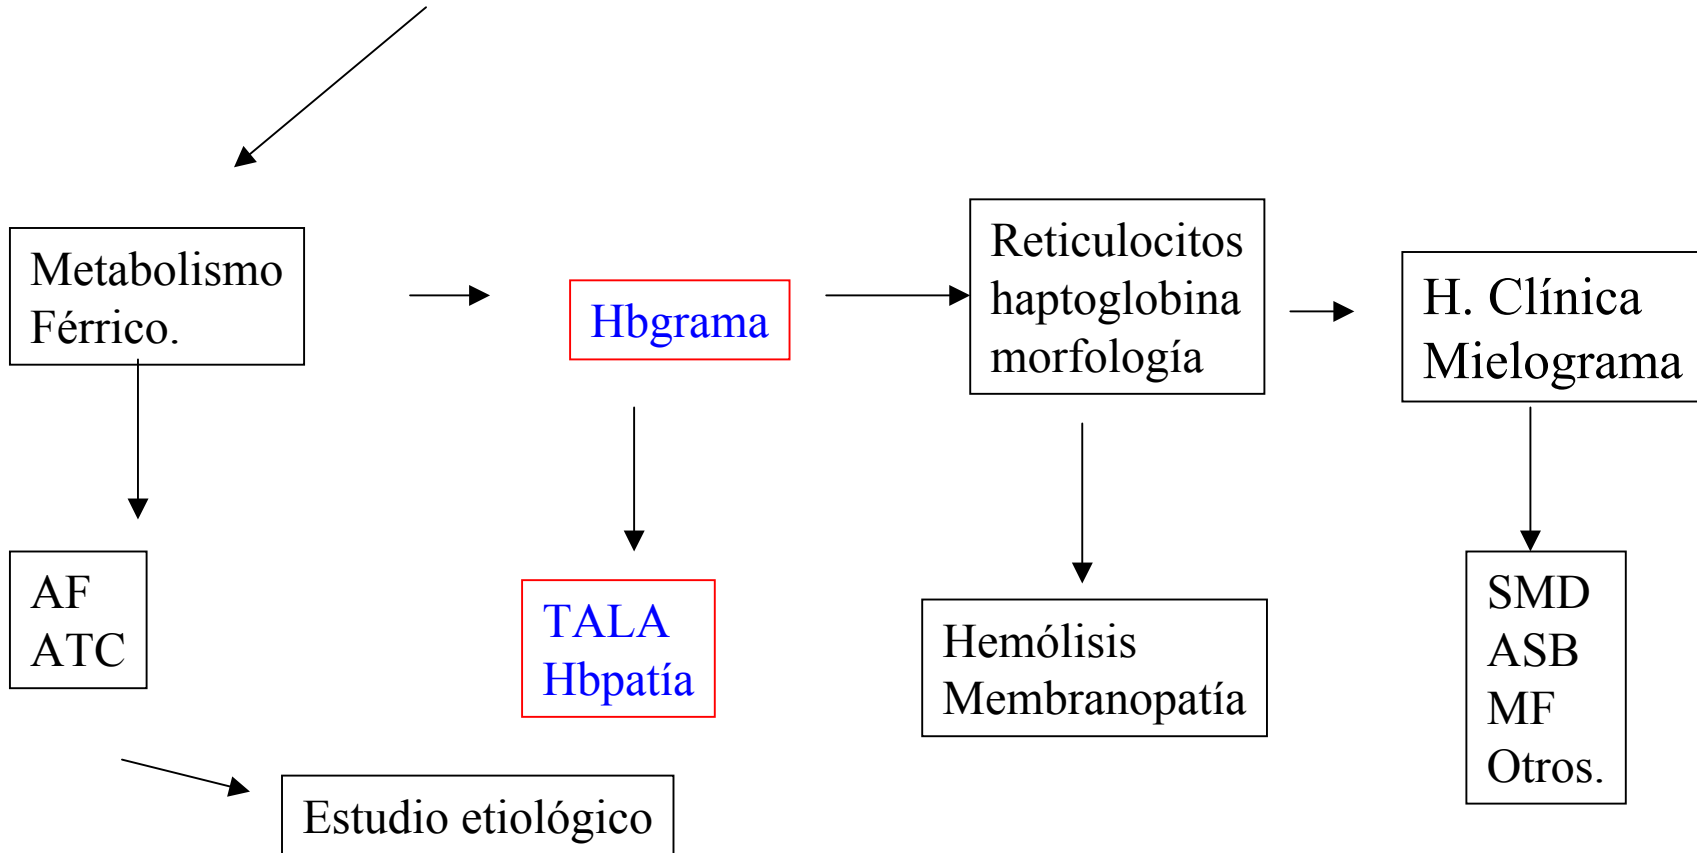 Metabolismo
Férrico.
Hbgrama
Reticulocitos
haptoglobina
morfología
H. Clínica
Mielograma
AF
ATC
TALA
Hbpatía
Hemólisis
Membranopatía
SMD
ASB
MF
Otros.
Estudio etiológico